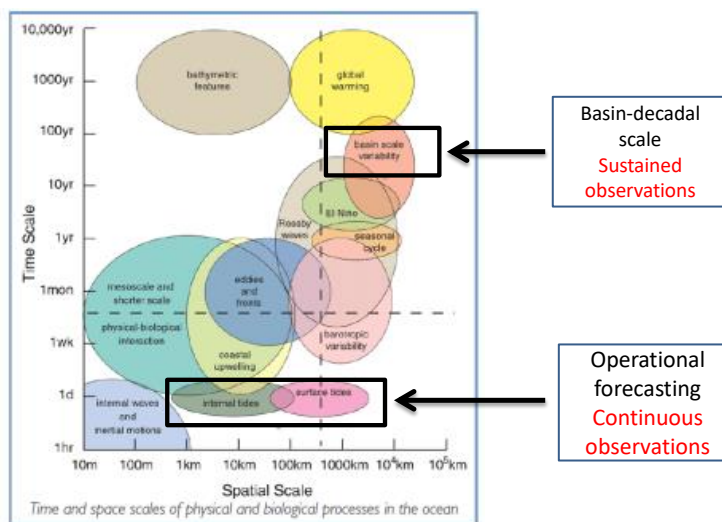 10,000yr
1000yr
100yr
10yr
1yr
1mon
1wk
1d
1hr
Time Scale
bathymetric
features
global
warming
basin scale
variability
El Niño
Rossby
waves
seasonal
cycle
mesoscale and
shorter scale
physical-biological
interaction
eddies
and
fronts
barotropic
variability
coastal
upwelling
internal waves
and
inertial motions
internal tides
surface tides
10m
100m
1km
10km
100km
1000km
10⁴km
10⁵km
Spatial Scale
Time and space scales of physical and biological processes in the ocean
Basin-decadal
scale
Sustained
observations
Operational
forecasting
Continuous
observations